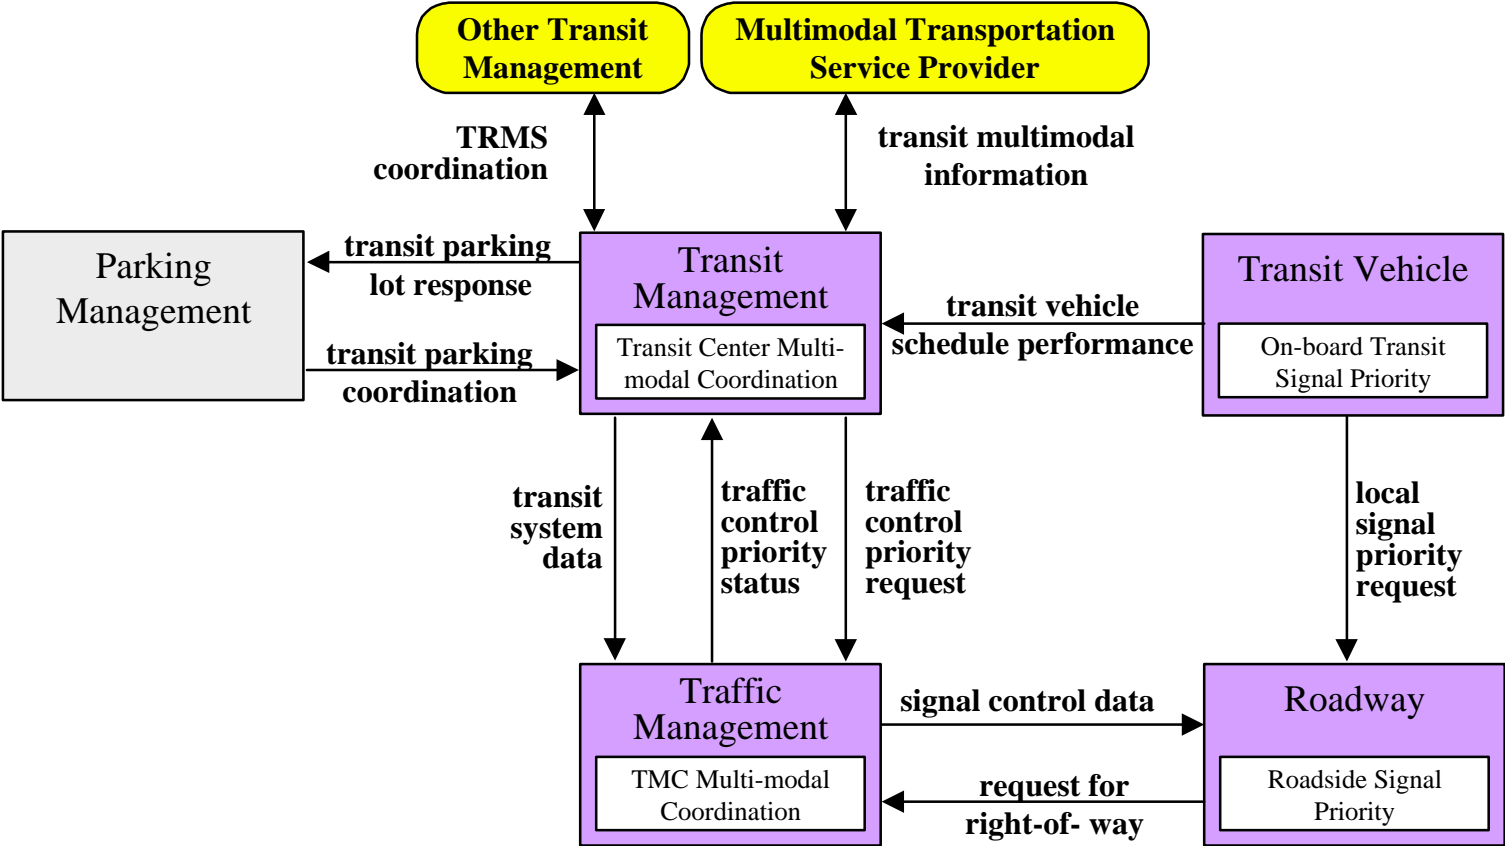 Other Transit
Management
Multimodal Transportation
Service Provider
TRMS
coordination
transit multimodal
information
Parking
Management
transit parking
lot response
transit parking
coordination
Transit
Management
Transit Center Multi-
modal Coordination
transit vehicle
schedule performance
Transit Vehicle
On-board Transit
Signal Priority
transit
system
data
traffic
control
priority
status
traffic
control
priority
request
local
signal
priority
request
Traffic
Management
TMC Multi-modal
Coordination
signal control data
request for
right-of- way
Roadway
Roadside Signal
Priority